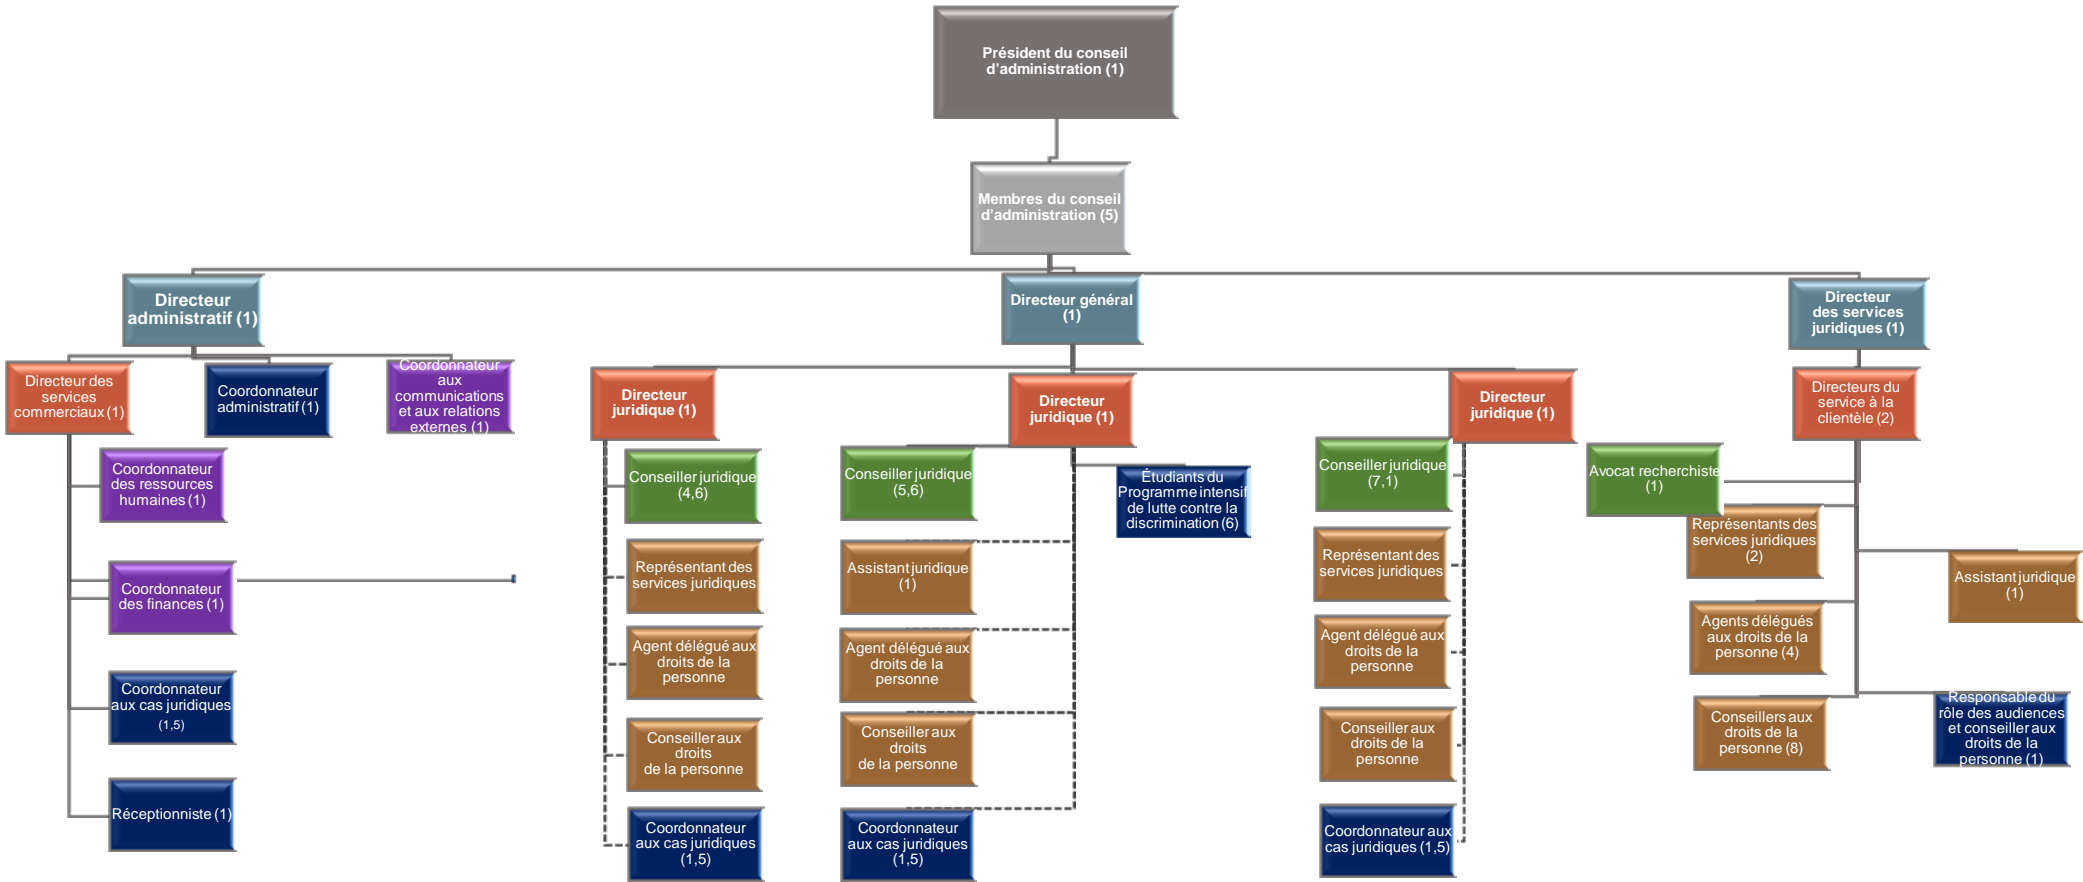 Président du conseil
d'administration (1)
Membres du conseil
d'administration (5)
Directeur
administratif (1)
Directeur général
(1)
Directeur
des services
juridiques (1)
Directeur des
services
commerciaux (1)
Coordonnateur
administratif (1)
Coordonnateur
aux
communications
et aux relations
externes (1)
Coordonnateur
des ressources
humaines (1)
Coordonnateur
des finances (1)
Coordonnateur
aux cas juridiques
(1,5)
Réceptionniste (1)
Directeur
juridique (1)
Conseiller juridique
(4,6)
Représentant des
services juridiques
Agent délégué aux
droits de la
personne
Conseiller aux
droits
de la personne
Coordonnateur
aux cas juridiques
(1,5)
Directeur
juridique (1)
Conseiller juridique
(5,6)
Étudiants du
Programme intensif
de lutte contre la
discrimination (6)
Assistant juridique
(1)
Agent délégué aux
droits de la
personne
Conseiller aux
droits
de la personne
Coordonnateur
aux cas juridiques
(1,5)
Directeur
juridique (1)
Conseiller juridique
(7,1)
Représentant des
services juridiques
Agent délégué aux
droits de la
personne
Conseiller aux
droits de la
personne
Coordonnateur aux
cas juridiques (1,5)
Directeurs du
service à la
clientèle (2)
Avocat recherchiste
(1)
Représentants des
services juridiques
(2)
Assistant juridique
(1)
Agents délégués
aux droits de la
personne (4)
Conseillers aux
droits de la
personne (8)
Responsable du
rôle des audiences
et conseiller aux
droits de la
personne (1)